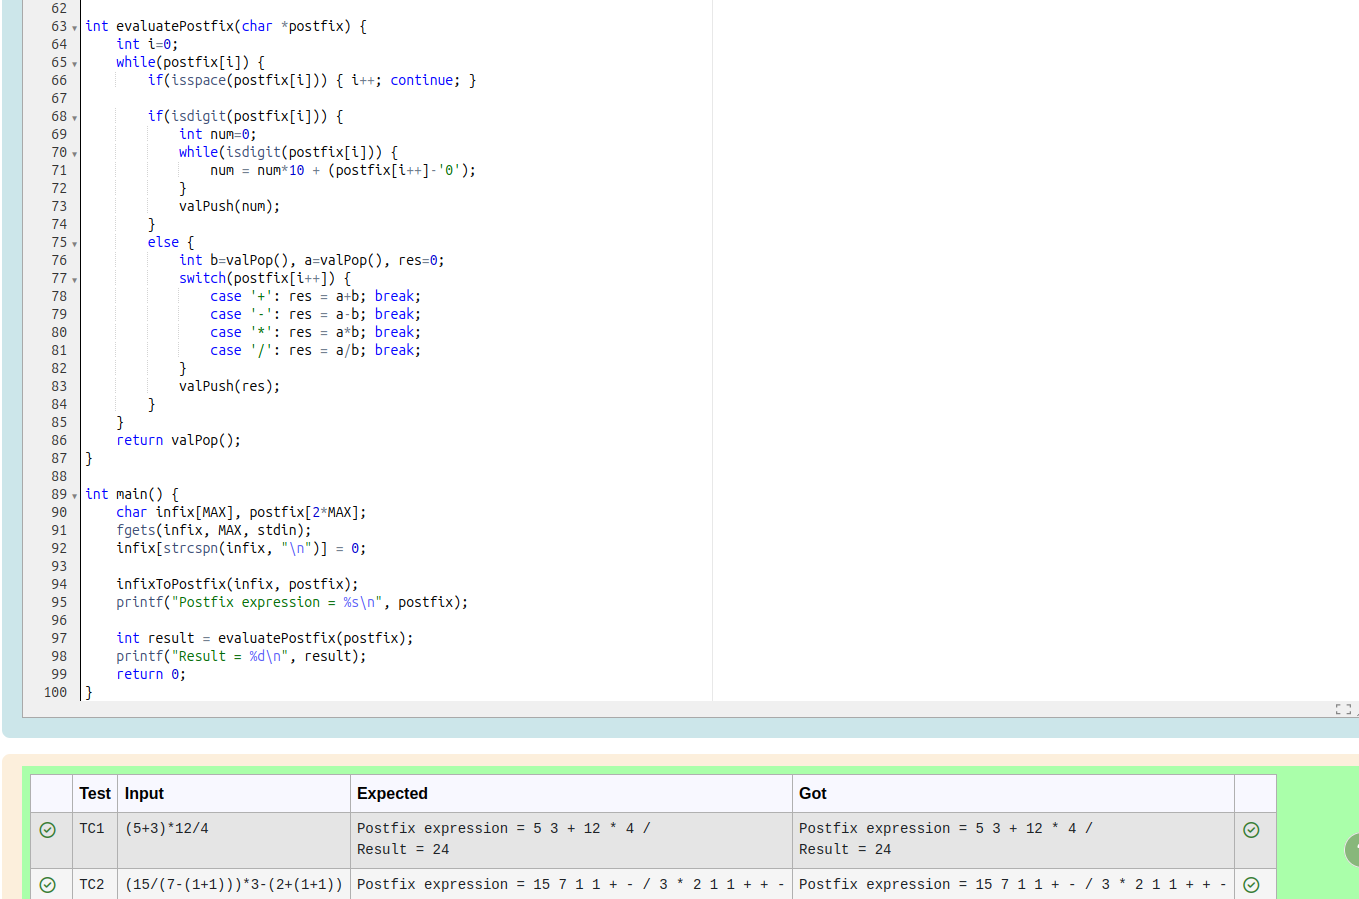 62
63 int evaluatePostfix(char *postfix) {
64     int i=0;
65     while(postfix[i]) {
66         if(isspace(postfix[i])) { i++; continue; }
67
68         if(isdigit(postfix[i])) {
69             int num=0;
70             while(isdigit(postfix[i])) {
71                 num = num*10 + (postfix[i++]-'0');
72             }
73             valPush(num);
74         }
75         else {
76             int b=valPop(), a=valPop(), res=0;
77             switch(postfix[i++]) {
78                 case '+': res = a+b; break;
79                 case '-': res = a-b; break;
80                 case '*': res = a*b; break;
81                 case '/': res = a/b; break;
82             }
83             valPush(res);
84         }
85     }
86     return valPop();
87 }
88
89 int main() {
90     char infix[MAX], postfix[2*MAX];
91     fgets(infix, MAX, stdin);
92     infix[strcspn(infix, "\n")] = 0;
93
94     infixToPostfix(infix, postfix);
95     printf("Postfix expression = %s\n", postfix);
96
97     int result = evaluatePostfix(postfix);
98     printf("Result = %d\n", result);
99     return 0;
100 }
Test Input Expected Got
TC1 (5+3)*12/4 Postfix expression = 5 3 + 12 * 4 / Postfix expression = 5 3 + 12 * 4 /
Result = 24 Result = 24
TC2 (15/(7-(1+1)))*3-(2+(1+1)) Postfix expression = 15 7 1 1 + - / 3 * 2 1 1 + + - Postfix expression = 15 7 1 1 + - / 3 * 2 1 1 + + -